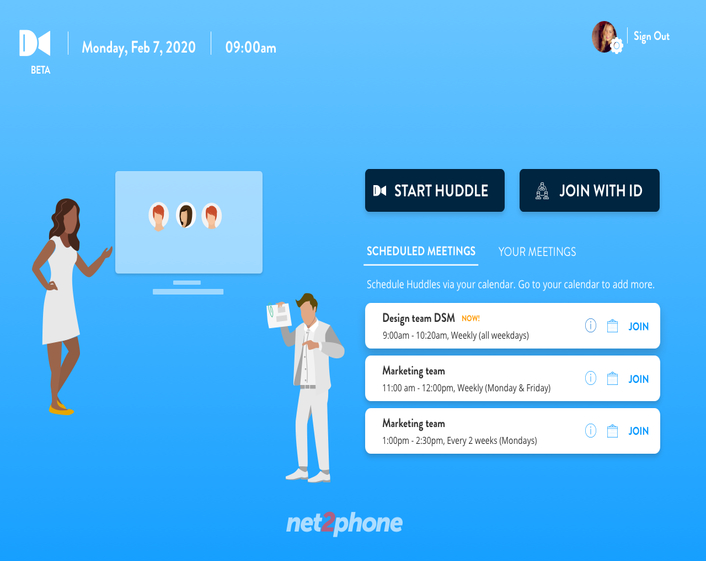 Monday, Feb 7, 2020
09:00am
Sign Out
BETA
START HUDDLE
JOIN WITH ID
SCHEDULED MEETINGS
YOUR MEETINGS
Schedule Huddles via your calendar. Go to your calendar to add more.
Design team DSM NOW!
9:00am - 10:20am, Weekly (all weekdays)
JOIN
Marketing team
11:00 am - 12:00pm, Weekly (Monday & Friday)
JOIN
Marketing team
1:00pm - 2:30pm, Every 2 weeks (Mondays)
JOIN
net2phone